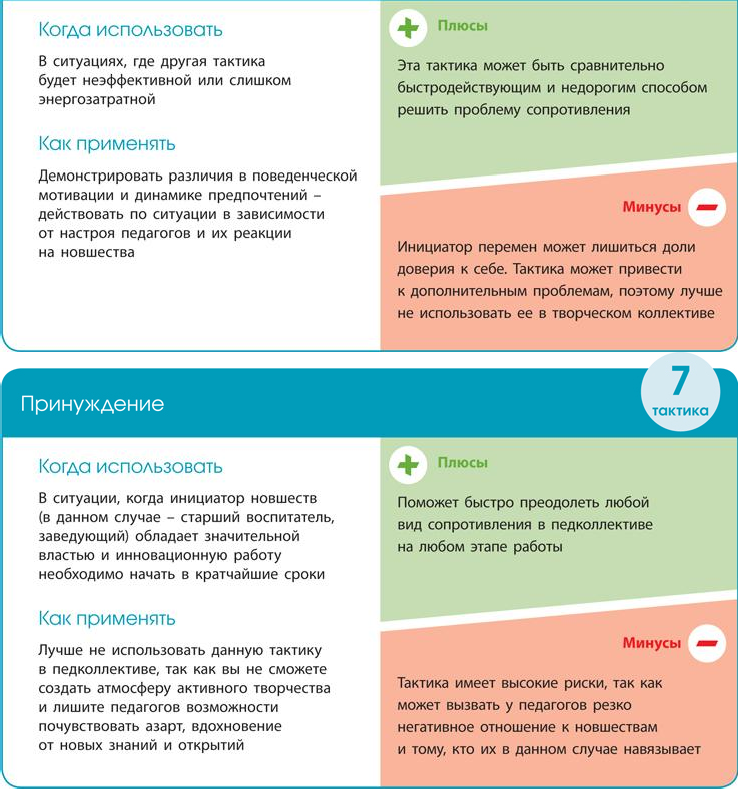 Когда использовать
В ситуациях, где другая тактика
будет неэффективной или слишком
энергозатратной
Как применять
Демонстрировать различия в поведенческой
мотивации и динамике предпочтений –
действовать по ситуации в зависимости
от настроя педагогов и их реакции
на новшества
Плюсы
Эта тактика может быть сравнительно
быстродействующим и недорогим способом
решить проблему сопротивления
Минусы
Инициатор перемен может лишиться доли
доверия к себе. Тактика может привести
к дополнительным проблемам, поэтому лучше
не использовать ее в творческом коллективе
Принуждение
7
тактика
Когда использовать
В ситуации, когда инициатор новшеств
(в данном случае – старший воспитатель,
заведующий) обладает значительной
властью и инновационную работу
необходимо начать в кратчайшие сроки
Как применять
Лучше не использовать данную тактику
в педколлективе, так как вы не сможете
создать атмосферу активного творчества
и лишите педагогов возможности
почувствовать азарт, вдохновение
от новых знаний и открытий
Плюсы
Поможет быстро преодолеть любой
вид сопротивления в педколлективе
на любом этапе работы
Минусы
Тактика имеет высокие риски, так как
может вызвать у педагогов резко
негативное отношение к новшествам
и тому, кто их в данном случае навязывает